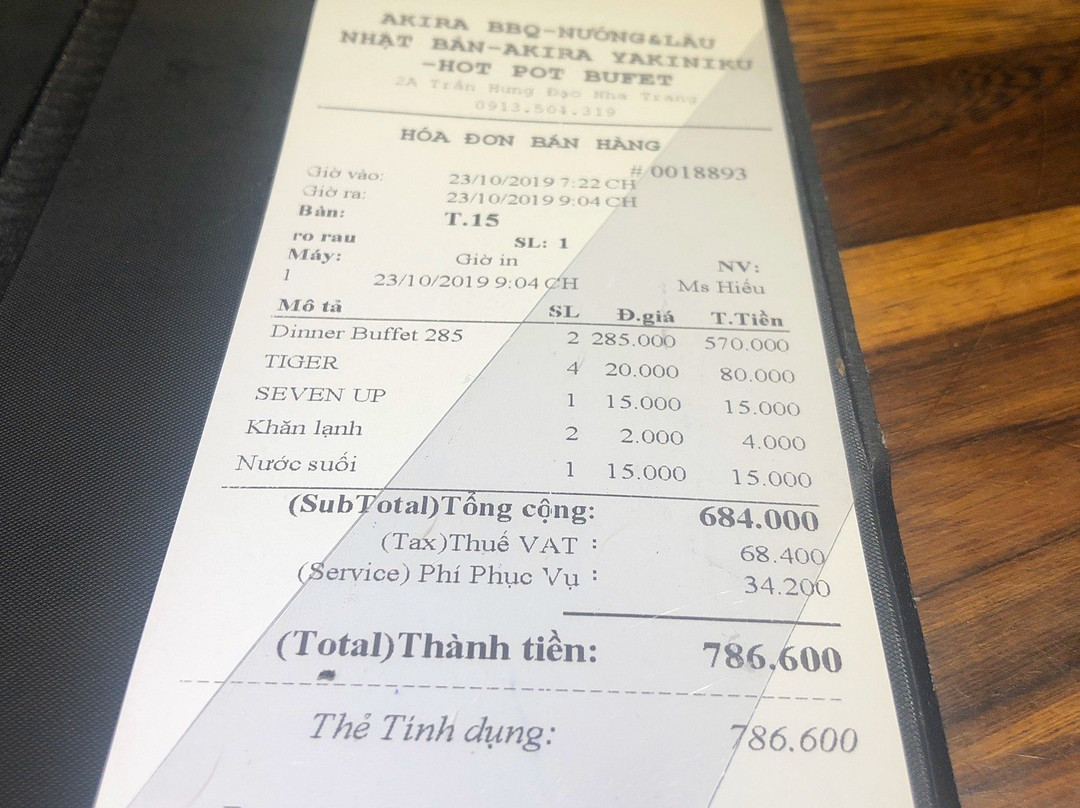 AKIRA BBQ-NƯỚNG&LẨU
NHẬT BẢN-AKIRA YAKINIKU
-HOT POT BUFET
2A Trần Hưng Đạo Nha Trang
0913.504.319
HÓA ĐƠN BÁN HÀNG
# 0018893
Giờ vào: 23/10/2019 7:22 CH
Giờ ra: 23/10/2019 9:04 CH
Bàn: T.15
ro rau SL: 1
Máy: Giờ in NV:
1 23/10/2019 9:04 CH Ms Hiếu
Mô tả SL Đ.giá T.Tiền
Dinner Buffet 285 2 285.000 570.000
TIGER 4 20.000 80.000
SEVEN UP 1 15.000 15.000
Khăn lạnh 2 2.000 4.000
Nước suối 1 15.000 15.000
(SubTotal)Tổng cộng: 684.000
(Tax)Thuế VAT : 68.400
(Service) Phí Phục Vụ : 34.200
(Total)Thành tiền: 786.600
Thẻ Tính dụng: 786.600